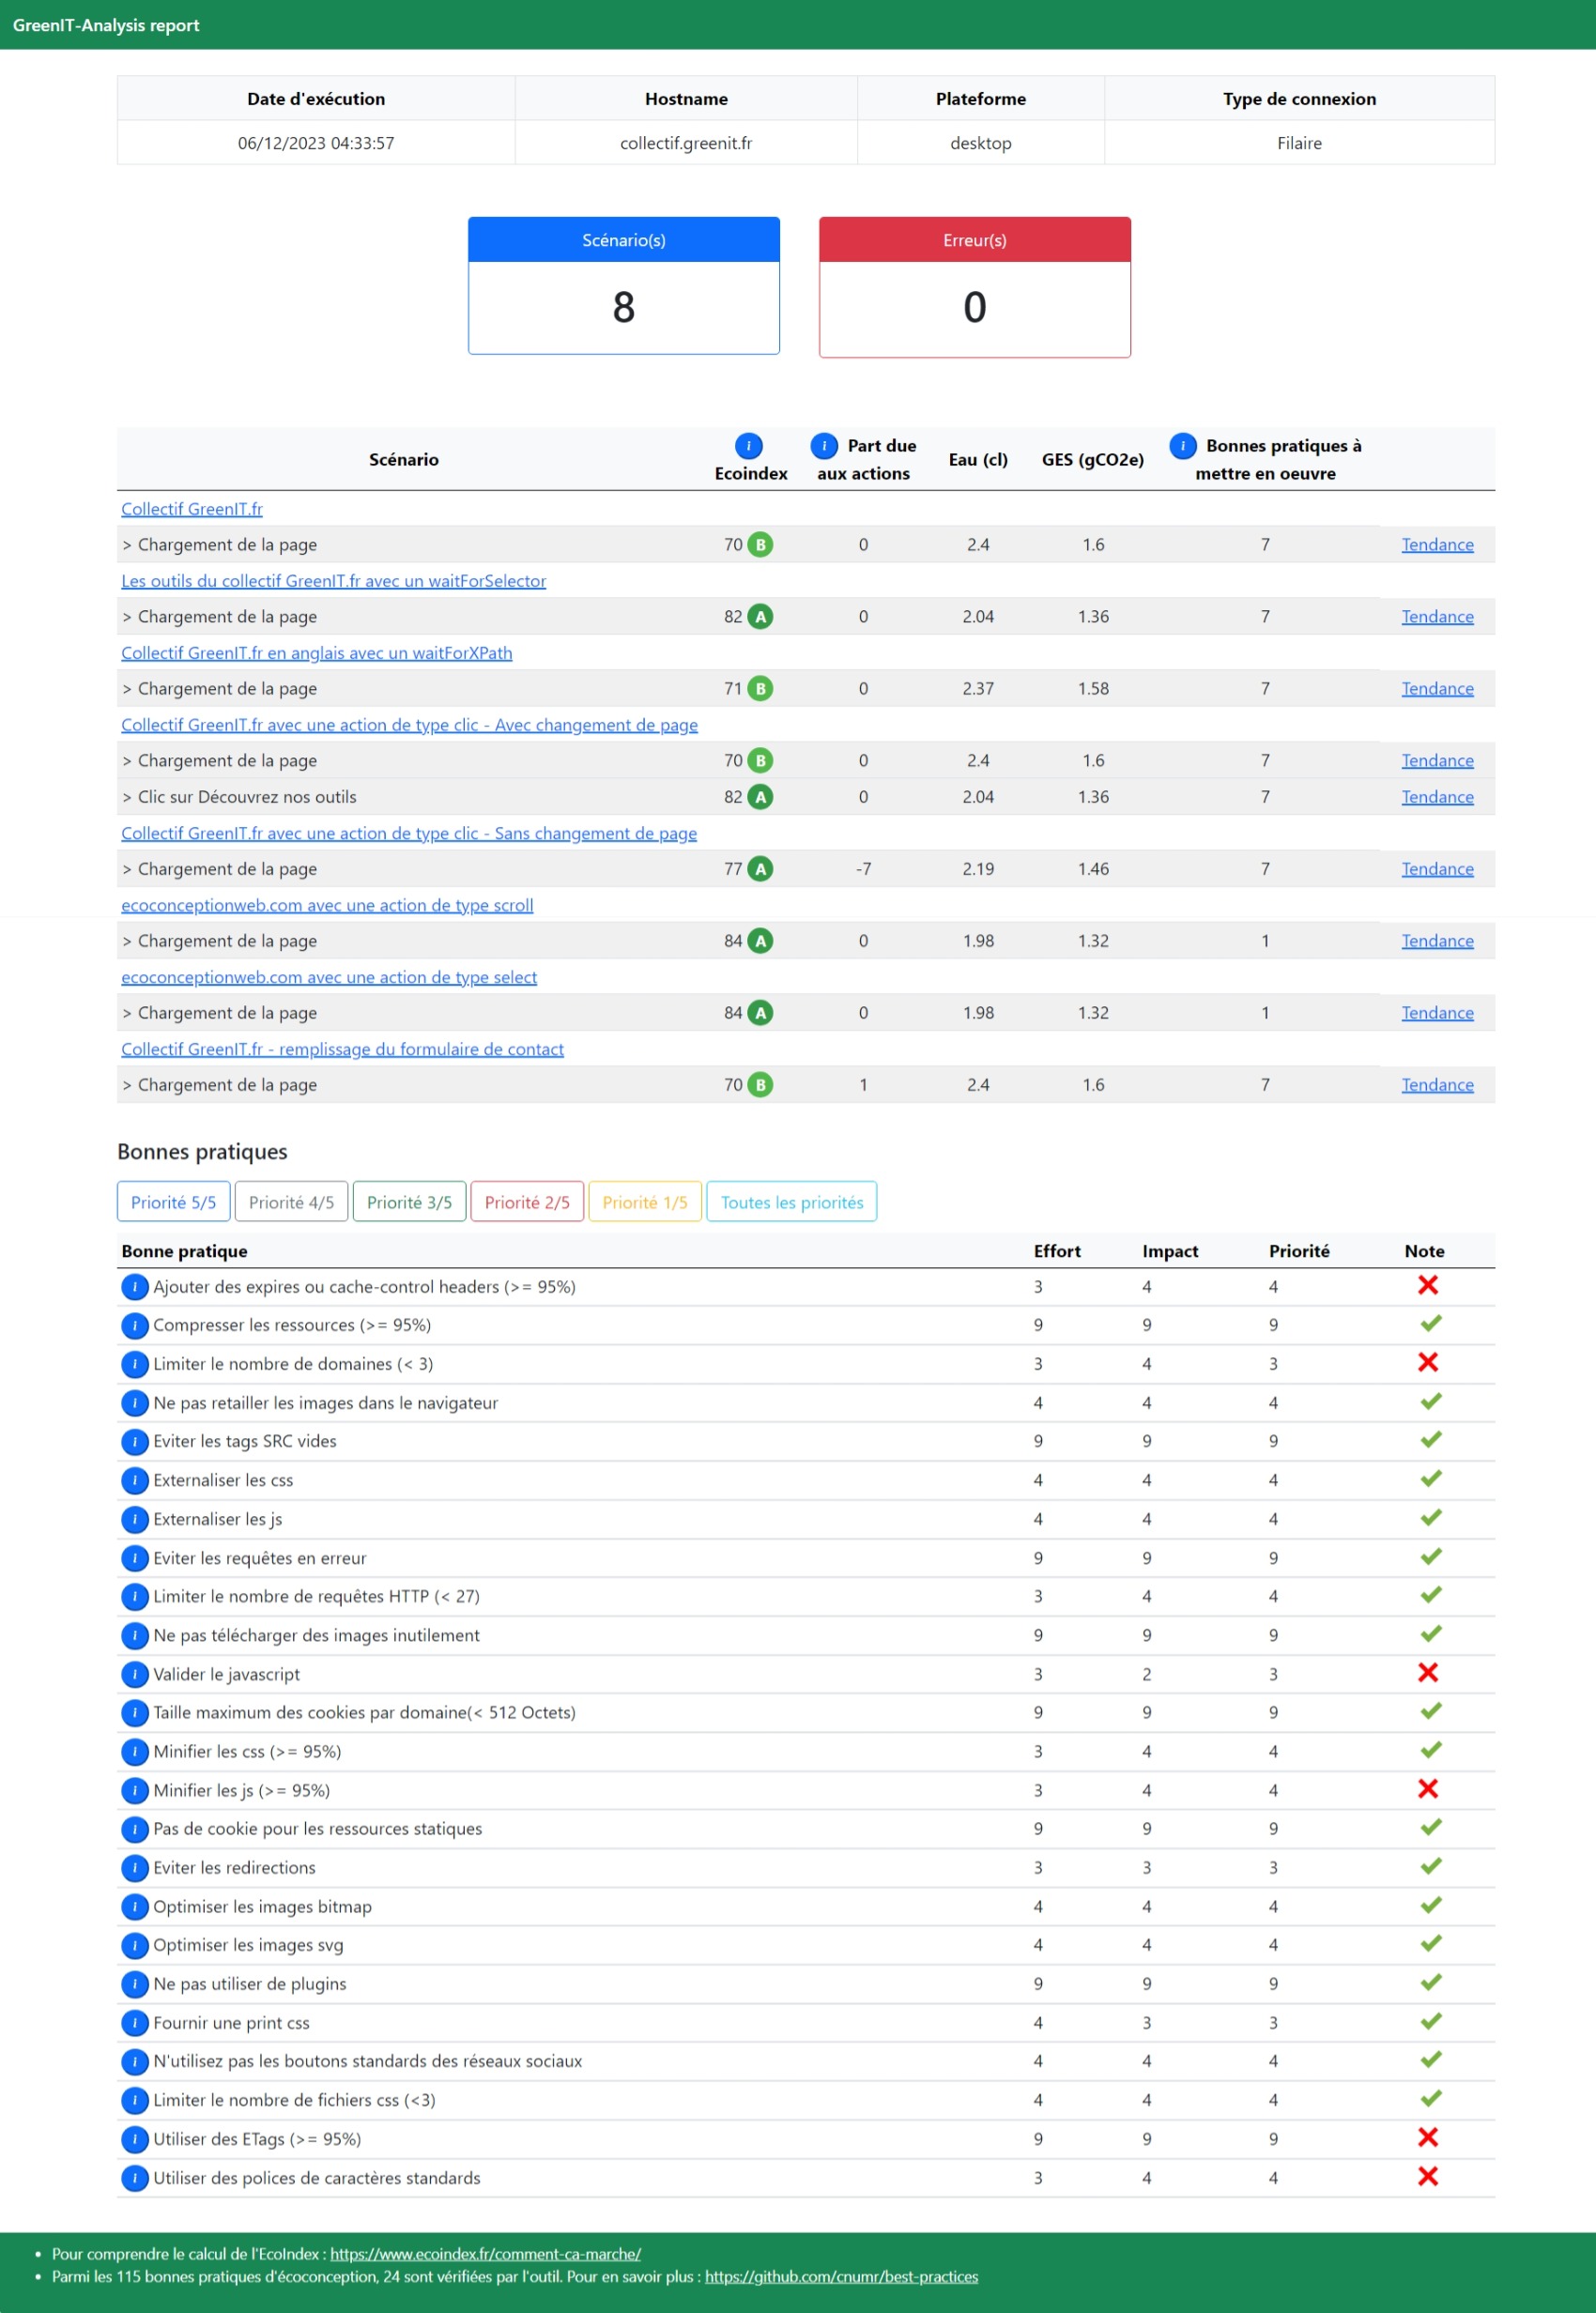 GreenIT-Analysis report
Date d'exécution Hostname Plateforme Type de connexion
06/12/2023 04:33:57 collectif.greenit.fr desktop Filaire
Scénario(s) Erreur(s)
8 0
Scénario i Ecoindex i Part due aux actions Eau (cl) GES (gCO2e) i Bonnes pratiques à mettre en oeuvre
Collectif GreenIT.fr
> Chargement de la page 70 B 0 2.4 1.6 7 Tendance
Les outils du collectif GreenIT.fr avec un waitForSelector
> Chargement de la page 82 A 0 2.04 1.36 7 Tendance
Collectif GreenIT.fr en anglais avec un waitForXPath
> Chargement de la page 71 B 0 2.37 1.58 7 Tendance
Collectif GreenIT.fr avec une action de type clic - Avec changement de page
> Chargement de la page 70 B 0 2.4 1.6 7 Tendance
> Clic sur Découvrez nos outils 82 A 0 2.04 1.36 7 Tendance
Collectif GreenIT.fr avec une action de type clic - Sans changement de page
> Chargement de la page 77 A -7 2.19 1.46 7 Tendance
ecoconceptionweb.com avec une action de type scroll
> Chargement de la page 84 A 0 1.98 1.32 1 Tendance
ecoconceptionweb.com avec une action de type select
> Chargement de la page 84 A 0 1.98 1.32 1 Tendance
Collectif GreenIT.fr - remplissage du formulaire de contact
> Chargement de la page 70 B 1 2.4 1.6 7 Tendance
Bonnes pratiques
Priorité 5/5 Priorité 4/5 Priorité 3/5 Priorité 2/5 Priorité 1/5 Toutes les priorités
Bonne pratique Effort Impact Priorité Note
i Ajouter des expires ou cache-control headers (>= 95%) 3 4 4 ❌
i Compresser les ressources (>= 95%) 9 9 9 ✔
i Limiter le nombre de domaines (< 3) 3 4 3 ❌
i Ne pas retailler les images dans le navigateur 4 4 4 ✔
i Eviter les tags SRC vides 9 9 9 ✔
i Externaliser les css 4 4 4 ✔
i Externaliser les js 4 4 4 ✔
i Eviter les requêtes en erreur 9 9 9 ✔
i Limiter le nombre de requêtes HTTP (< 27) 3 4 4 ✔
i Ne pas télécharger des images inutilement 9 9 9 ✔
i Valider le javascript 3 2 3 ❌
i Taille maximum des cookies par domaine(< 512 Octets) 9 9 9 ✔
i Minifier les css (>= 95%) 3 4 4 ✔
i Minifier les js (>= 95%) 3 4 4 ❌
i Pas de cookie pour les ressources statiques 9 9 9 ✔
i Eviter les redirections 3 3 3 ✔
i Optimiser les images bitmap 4 4 4 ✔
i Optimiser les images svg 4 4 4 ✔
i Ne pas utiliser de plugins 9 9 9 ✔
i Fournir une print css 4 3 3 ✔
i N'utilisez pas les boutons standards des réseaux sociaux 4 4 4 ✔
i Limiter le nombre de fichiers css (<3) 4 4 4 ✔
i Utiliser des ETags (>= 95%) 9 9 9 ❌
i Utiliser des polices de caractères standards 3 4 4 ❌
• Pour comprendre le calcul de l'EcoIndex : https://www.ecoindex.fr/comment-ca-marche/
• Parmi les 115 bonnes pratiques d'écoconception, 24 sont vérifiées par l'outil. Pour en savoir plus : https://github.com/cnumr/best-practices